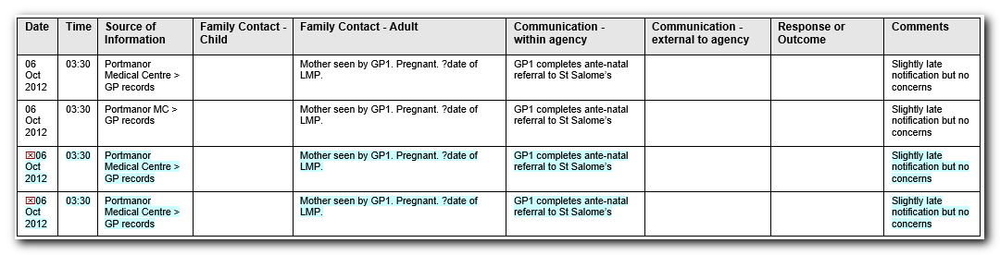 Date
Time
Source of
Information
Family Contact -
Child
Family Contact - Adult
Communication -
within agency
Communication -
external to agency
Response or
Outcome
Comments
06
Oct
2012
03:30
Portmanor
Medical Centre >
GP records
Mother seen by GP1. Pregnant. ?date of
LMP.
GP1 completes ante-natal
referral to St Salome's
Slightly late
notification but no
concerns
06
Oct
2012
03:30
Portmanor MC >
GP records
Mother seen by GP1. Pregnant. ?date of
LMP.
GP1 completes ante-natal
referral to St Salome's
Slightly late
notification but no
concerns
☒06
Oct
2012
03:30
Portmanor
Medical Centre >
GP records
Mother seen by GP1. Pregnant. ?date of
LMP.
GP1 completes ante-natal
referral to St Salome's
Slightly late
notification but no
concerns
☒06
Oct
2012
03:30
Portmanor
Medical Centre >
GP records
Mother seen by GP1. Pregnant. ?date of
LMP.
GP1 completes ante-natal
referral to St Salome's
Slightly late
notification but no
concerns